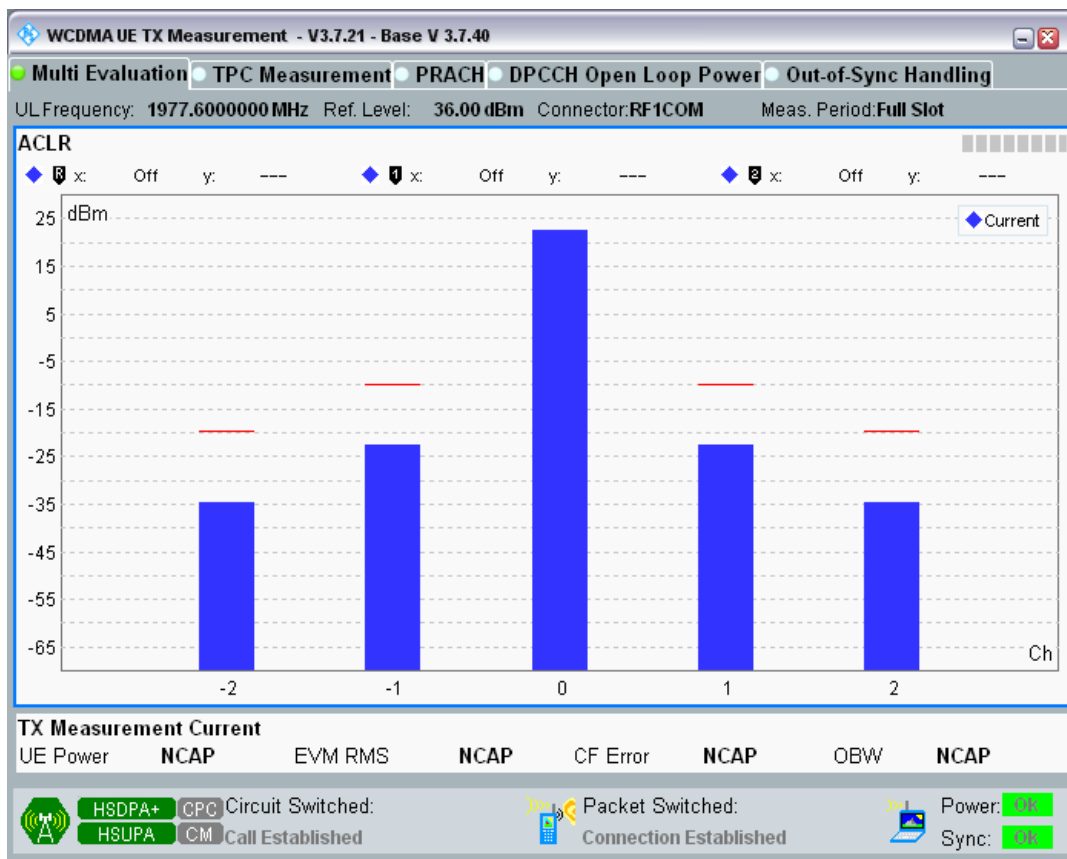 WCDMA UE TX Measurement - V3.7.21 - Base V 3.7.40
Multi Evaluation TPC Measurement PRACH DPCCH Open Loop Power Out-of-Sync Handling
UL Frequency: 1977.6000000 MHz Ref. Level: 36.00 dBm Connector:RF1COM Meas. Period:Full Slot
ACLR
R x: Off y: --- 1 x: Off y: --- 2 x: Off y: ---
dBm
Current
25
15
5
-5
-15
-25
-35
-45
-55
-65
Ch
-2 -1 0 1 2
TX Measurement Current
UE Power NCAP EVM RMS NCAP CF Error NCAP OBW NCAP
HSDPA+ CPC Circuit Switched: Packet Switched: Power: OK
HSUPA CM Call Established Connection Established Sync: OK